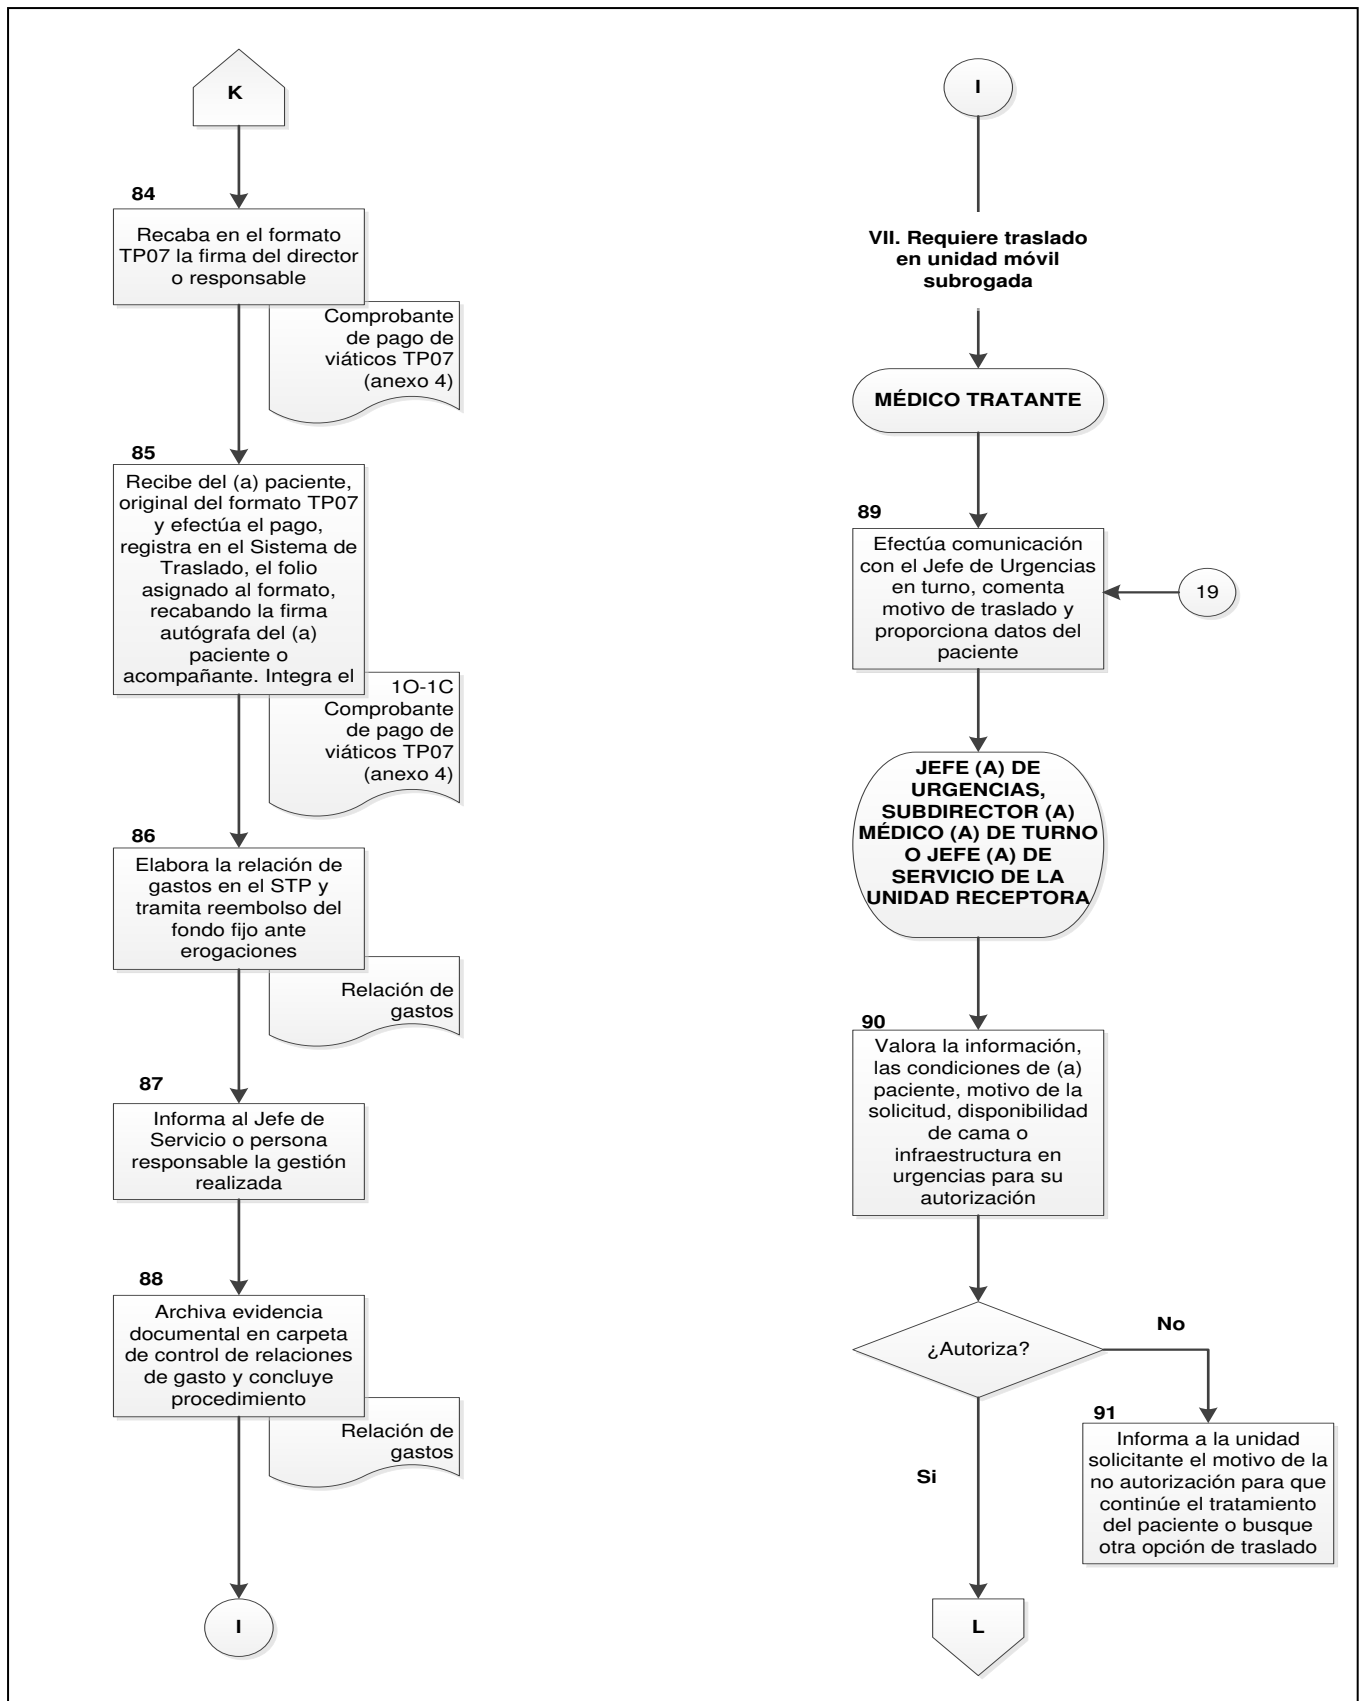 K
84
Recaba en el formato
TP07 la firma del director
o responsable
Comprobante
de pago de
viáticos TP07
(anexo 4)
85
Recibe del (a) paciente,
original del formato TP07
y efectúa el pago,
registra en el Sistema de
Traslado, el folio
asignado al formato,
recabando la firma
autógrafa del (a)
paciente o
acompañante. Integra el
1O-1C
Comprobante
de pago de
viáticos TP07
(anexo 4)
86
Elabora la relación de
gastos en el STP y
tramita reembolso del
fondo fijo ante
erogaciones
Relación de
gastos
87
Informa al Jefe de
Servicio o persona
responsable la gestión
realizada
88
Archiva evidencia
documental en carpeta
de control de relaciones
de gasto y concluye
procedimiento
Relación de
gastos
I
I
VII. Requiere traslado
en unidad móvil
subrogada
MÉDICO TRATANTE
89
Efectúa comunicación
con el Jefe de Urgencias
en turno, comenta
motivo de traslado y
proporciona datos del
paciente
19
JEFE (A) DE
URGENCIAS,
SUBDIRECTOR (A)
MÉDICO (A) DE TURNO
O JEFE (A) DE
SERVICIO DE LA
UNIDAD RECEPTORA
90
Valora la información,
las condiciones de (a)
paciente, motivo de la
solicitud, disponibilidad
de cama o
infraestructura en
urgencias para su
autorización
¿Autoriza?
No
91
Informa a la unidad
solicitante el motivo de la
no autorización para que
continúe el tratamiento
del paciente o busque
otra opción de traslado
Si
L